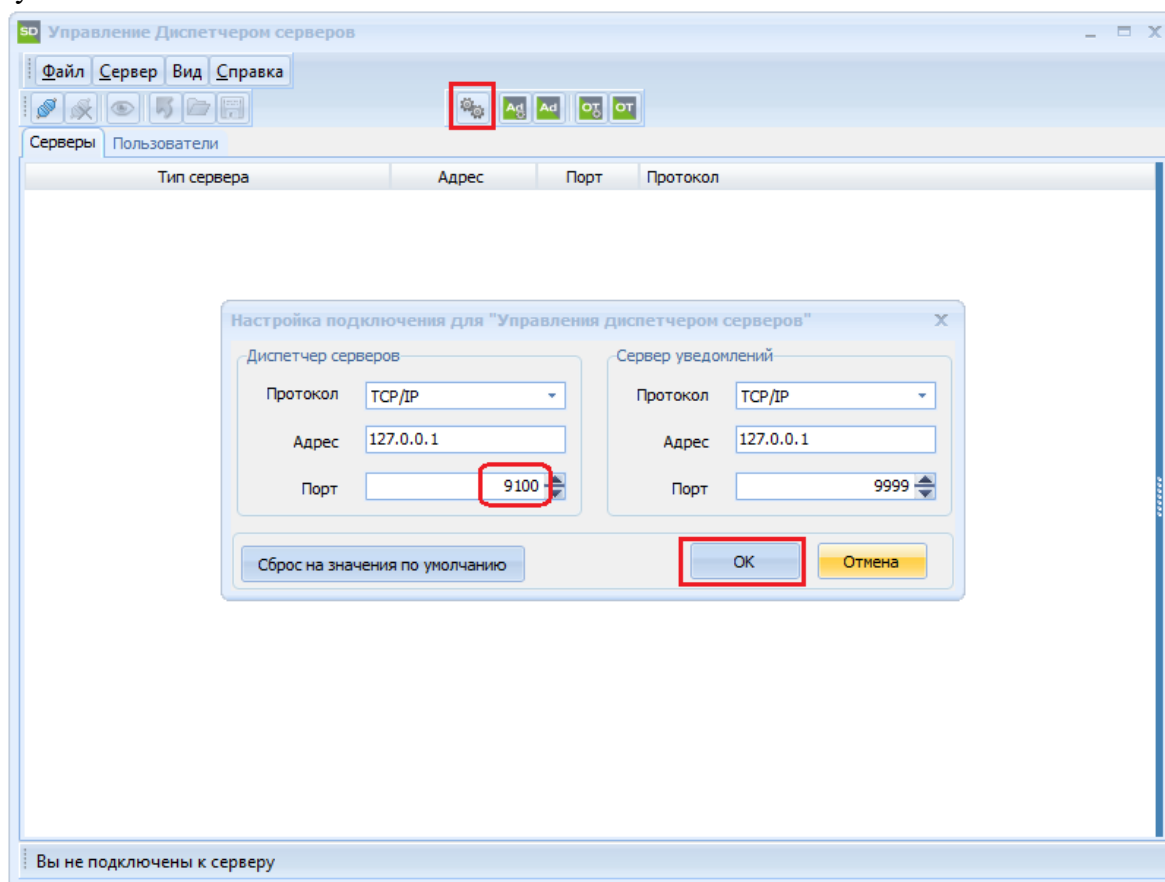 SD Управление Диспетчером серверов
Файл Сервер Вид Справка
Ad Ad OT OT
Серверы Пользователи
Тип сервера Адрес Порт Протокол
Настройка подключения для "Управления диспетчером серверов" X
Диспетчер серверов Сервер уведомлений
Протокол TCP/IP Протокол TCP/IP
Адрес 127.0.0.1 Адрес 127.0.0.1
Порт 9100 Порт 9999
Сброс на значения по умолчанию OK Отмена
Вы не подключены к серверу